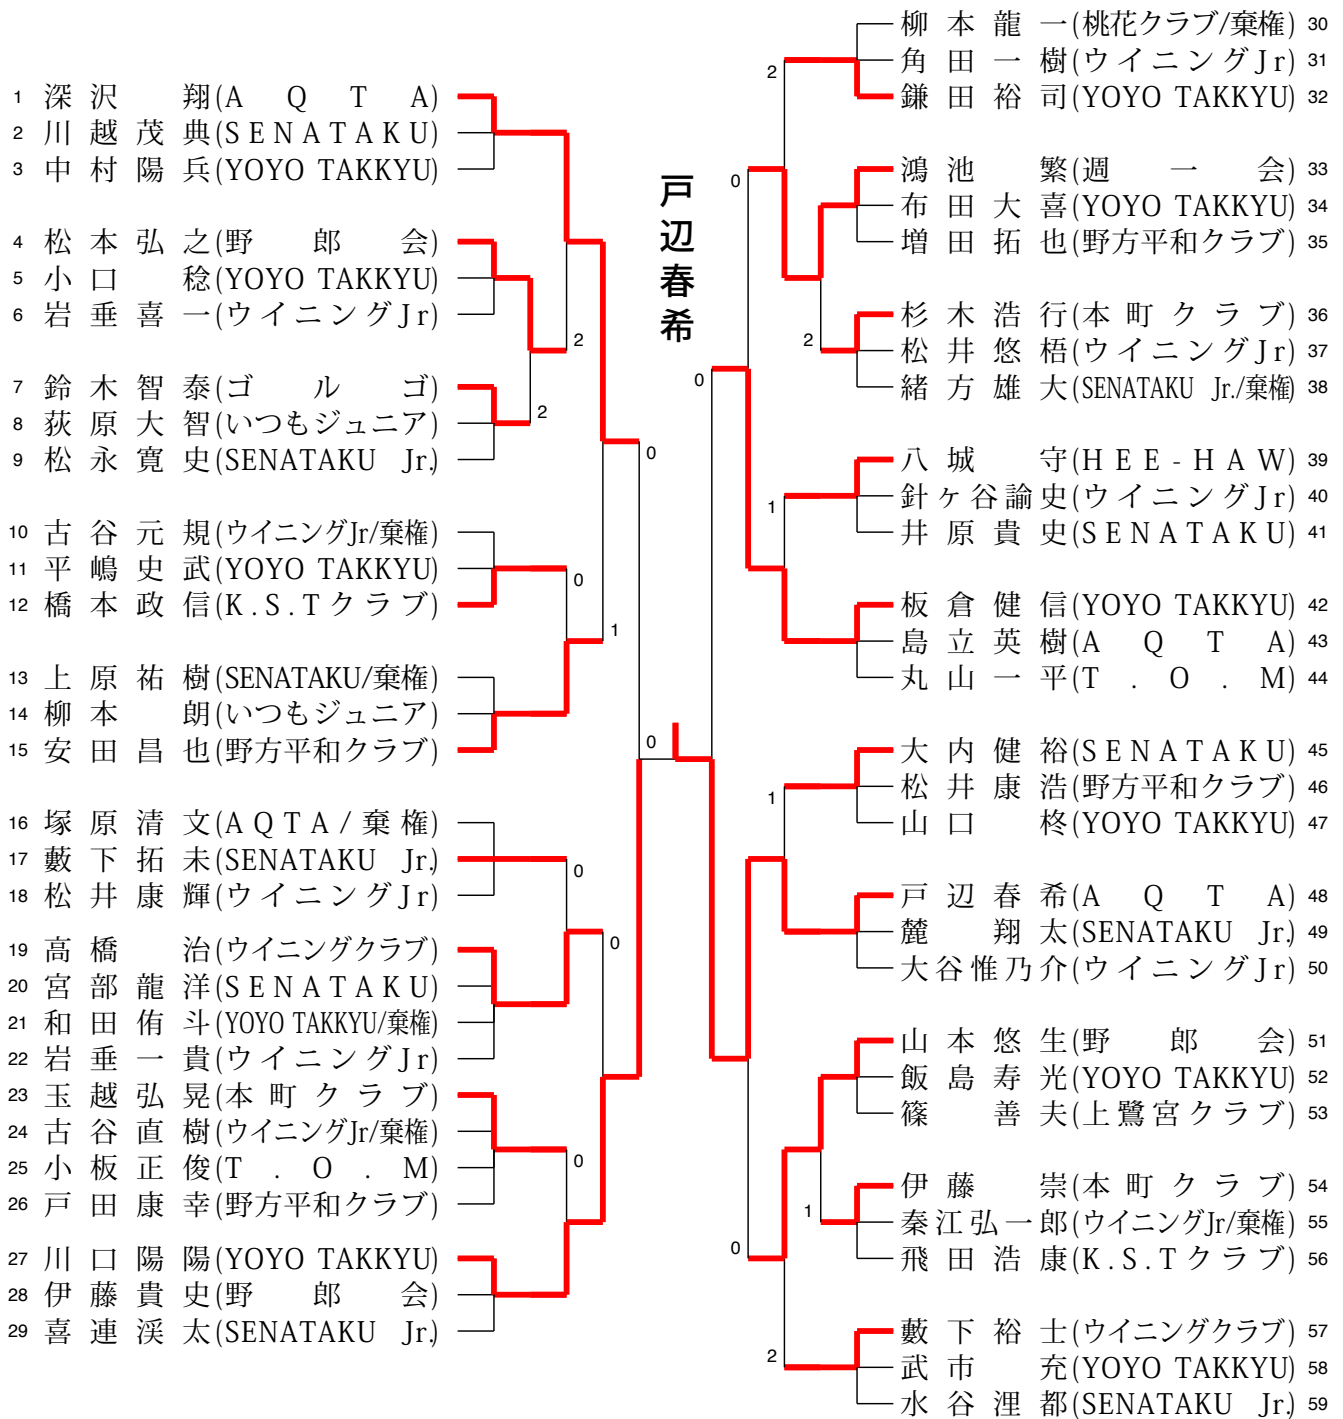 1 深沢 翔(AQTA)
2 川越茂典(SENATAKU)
3 中村陽兵(YOYO TAKKYU)
4 松本弘之(野郎会)
5 小口 稔(YOYO TAKKYU)
6 岩垂喜一(ウイニングJr)
7 鈴木智泰(ゴルゴ)
8 荻原大智(いつもジュニア)
9 松永寛史(SENATAKU Jr.)
10 古谷元規(ウイニングJr/棄権)
11 平嶋史武(YOYO TAKKYU)
12 橋本政信(K.S.Tクラブ)
13 上原祐樹(SENATAKU/棄権)
14 柳本 朗(いつもジュニア)
15 安田昌也(野方平和クラブ)
16 塚原清文(AQTA/棄権)
17 藪下拓未(SENATAKU Jr.)
18 松井康輝(ウイニングJr)
19 高橋 治(ウイニングクラブ)
20 宮部龍洋(SENATAKU)
21 和田侑斗(YOYO TAKKYU/棄権)
22 岩垂一貴(ウイニングJr)
23 玉越弘晃(本町クラブ)
24 古谷直樹(ウイニングJr/棄権)
25 小板正俊(T.O.M)
26 戸田康幸(野方平和クラブ)
27 川口陽陽(YOYO TAKKYU)
28 伊藤貴史(野郎会)
29 喜連渓太(SENATAKU Jr.)
2
2
0
0
1
0
0
0
0
戸辺春希
2
0
2
0
1
1
1
0
2
柳本龍一(桃花クラブ/棄権) 30
角田一樹(ウイニングJr) 31
鎌田裕司(YOYO TAKKYU) 32
鴻池 繁(週一会) 33
布田大喜(YOYO TAKKYU) 34
増田拓也(野方平和クラブ) 35
杉木浩行(本町クラブ) 36
松井悠梧(ウイニングJr) 37
緒方雄大(SENATAKU Jr./棄権) 38
八城 守(HEE-HAW) 39
針ヶ谷諭史(ウイニングJr) 40
井原貴史(SENATAKU) 41
板倉健信(YOYO TAKKYU) 42
島立英樹(AQTA) 43
丸山一平(T.O.M) 44
大内健裕(SENATAKU) 45
松井康浩(野方平和クラブ) 46
山口 柊(YOYO TAKKYU) 47
戸辺春希(AQTA) 48
麓 翔太(SENATAKU Jr.) 49
大谷惟乃介(ウイニングJr) 50
山本悠生(野郎会) 51
飯島寿光(YOYO TAKKYU) 52
篠 善夫(上鷺宮クラブ) 53
伊藤 崇(本町クラブ) 54
秦江弘一郎(ウイニングJr/棄権) 55
飛田浩康(K.S.Tクラブ) 56
藪下裕士(ウイニングクラブ) 57
武市 充(YOYO TAKKYU) 58
水谷浬都(SENATAKU Jr.) 59